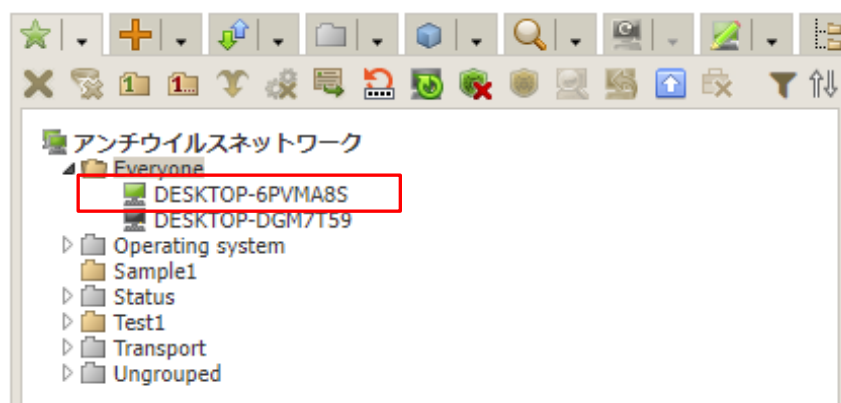 アンチウイルスネットワーク
Everyone
DESKTOP-6PVMA8S
DESKTOP-DGM7T59
Operating system
Sample1
Status
Test1
Transport
Ungrouped